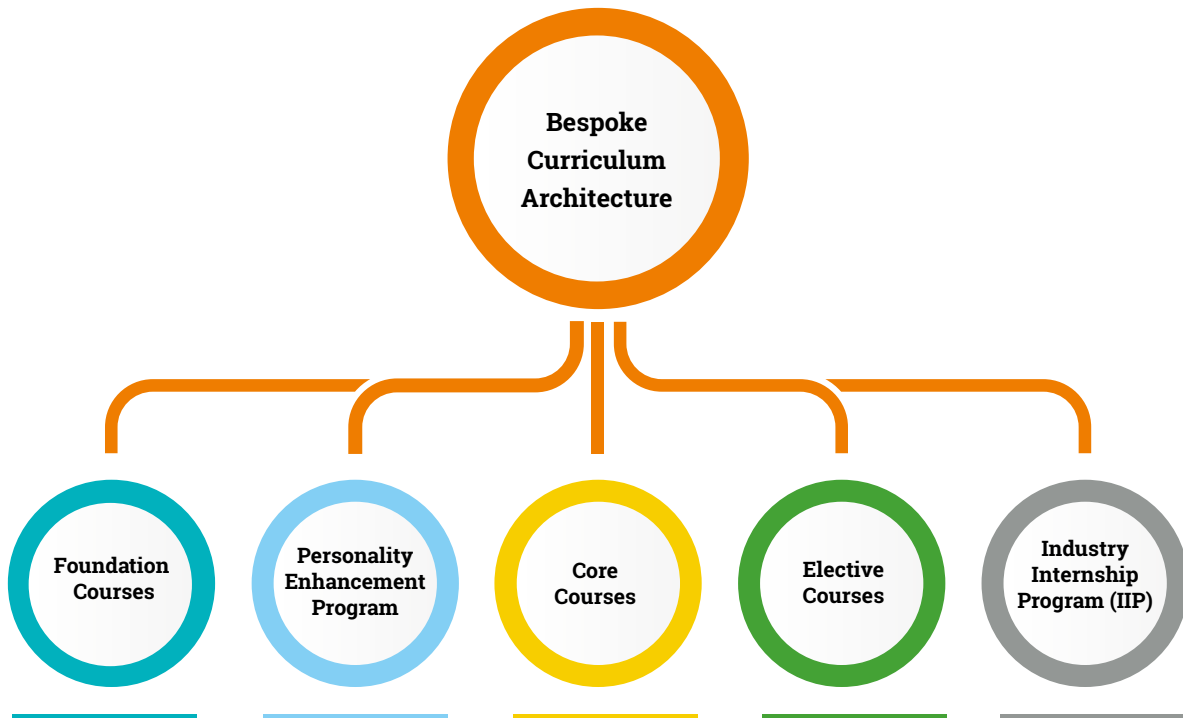 Bespoke
Curriculum
Architecture
Foundation
Courses
Personality
Enhancement
Program
Core
Courses
Elective
Courses
Industry
Internship
Program (IIP)